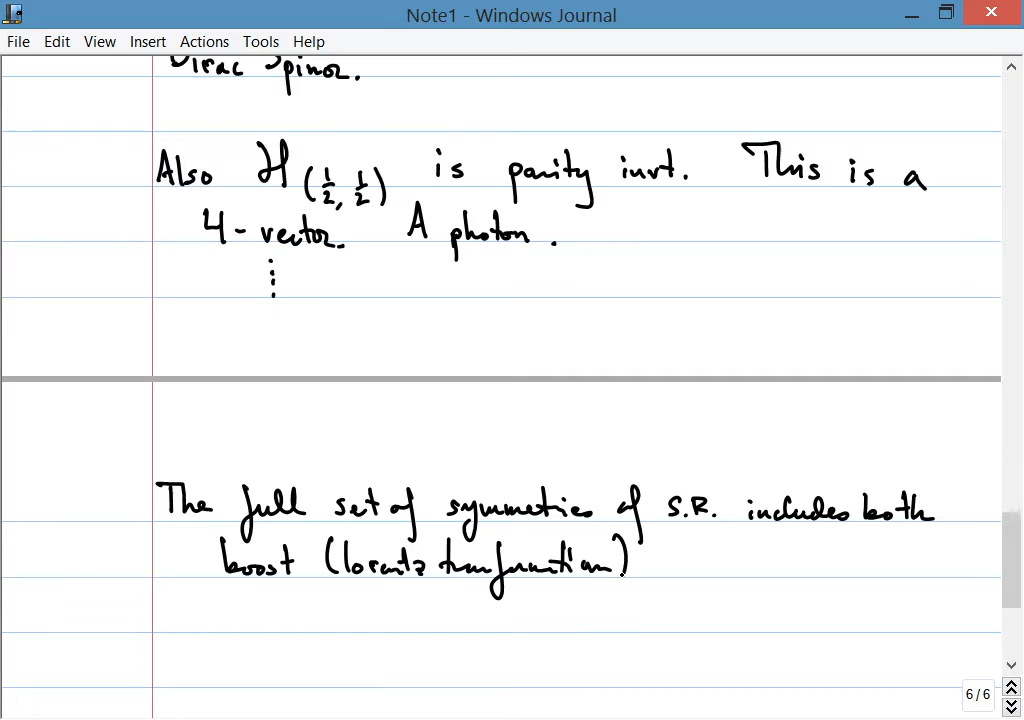 Note1 - Windows Journal
File Edit View Insert Actions Tools Help
Dirac Spinor.
Also ℋ(½, ½) is parity invt. This is a
4-vector. A photon.
⋮
The full set of symmetries of S.R. includes both
boost (lorentz transformation)
6/6